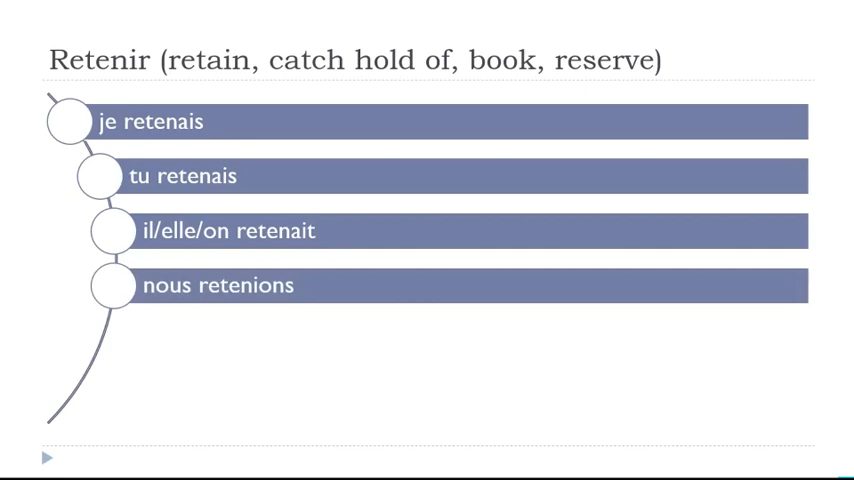 Retenir (retain, catch hold of, book, reserve)
je retenais
tu retenais
il/elle/on retenait
nous retenions